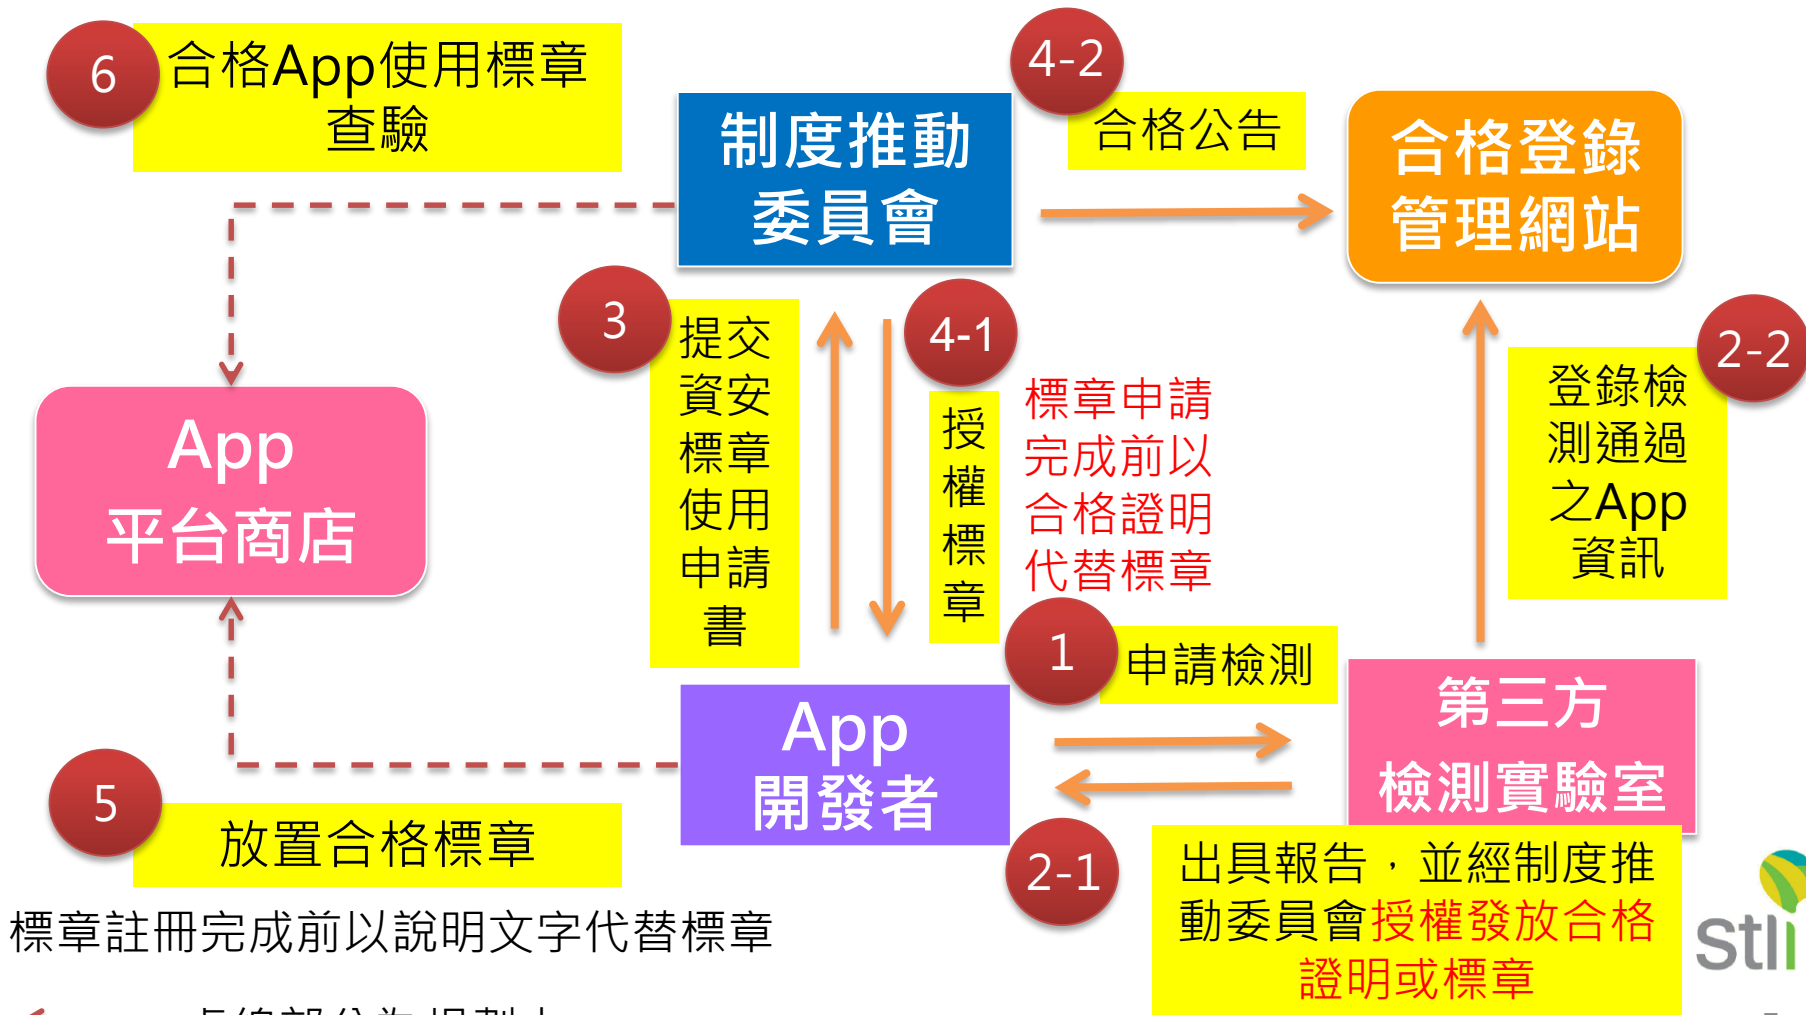 6
合格App使用標章
查驗
制度推動
委員會
4-2
合格公告
合格登錄
管理網站
3
提交
資安
標章
使用
申請
書
4-1
授
權
標
章
標章申請
完成前以
合格證明
代替標章
2-2
登錄檢
測通過
之App
資訊
App
平台商店
1
申請檢測
App
開發者
第三方
檢測實驗室
5
放置合格標章
2-1
出具報告，並經制度推
動委員會授權發放合格
證明或標章
標章註冊完成前以說明文字代替標章
stli